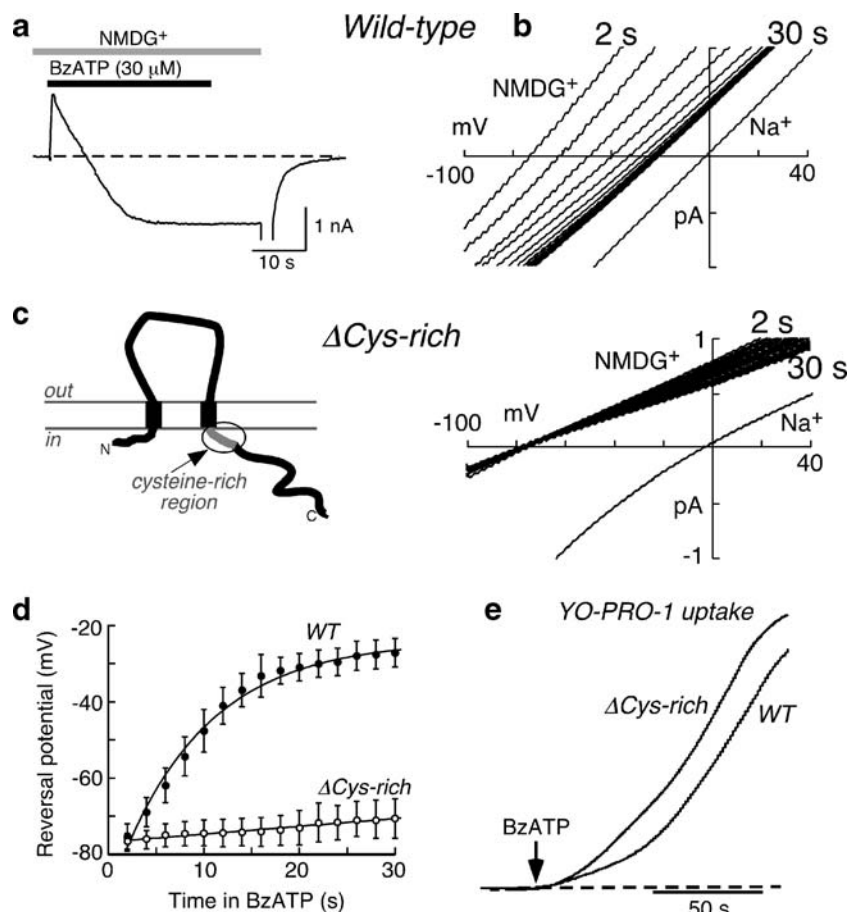 a
Wild-type
b
NMDG+
BzATP (30 μM)
1 nA
10 s
2 s
30 s
NMDG+
mV
Na+
-100
40
pA
c
ΔCys-rich
out
in
N
cysteine-rich
region
C
1
2 s
NMDG+
30 s
-100
mV
Na+
40
pA
-1
d
-20
WT
-40
-60
ΔCys-rich
-80
0
10
20
30
Reversal potential (mV)
Time in BzATP (s)
e
YO-PRO-1 uptake
ΔCys-rich
WT
BzATP
50 s